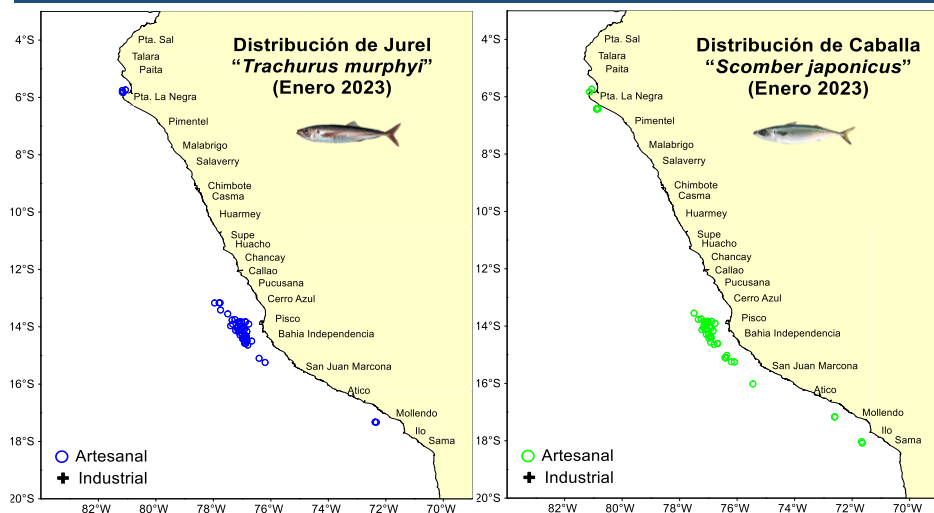 Distribución de Jurel
“Trachurus murphyi”
(Enero 2023)
4°S
6°S
8°S
10°S
12°S
14°S
16°S
18°S
20°S
Pta. Sal
Talara
Paita
Pta. La Negra
Pimentel
Malabrigo
Salaverry
Chimbote
Casma
Huarmey
Supe
Huacho
Chancay
Callao
Pucusana
Cerro Azul
Pisco
Bahia Independencia
San Juan Marcona
Atico
Mollendo
Ilo
Sama
Artesanal
Industrial
82°W 80°W 78°W 76°W 74°W 72°W 70°W
Distribución de Caballa
“Scomber japonicus”
(Enero 2023)
4°S
6°S
8°S
10°S
12°S
14°S
16°S
18°S
20°S
Pta. Sal
Talara
Paita
Pta. La Negra
Pimentel
Malabrigo
Salaverry
Chimbote
Casma
Huarmey
Supe
Huacho
Chancay
Callao
Pucusana
Cerro Azul
Pisco
Bahia Independencia
San Juan Marcona
Atico
Mollendo
Ilo
Sama
Artesanal
Industrial
82°W 80°W 78°W 76°W 74°W 72°W 70°W